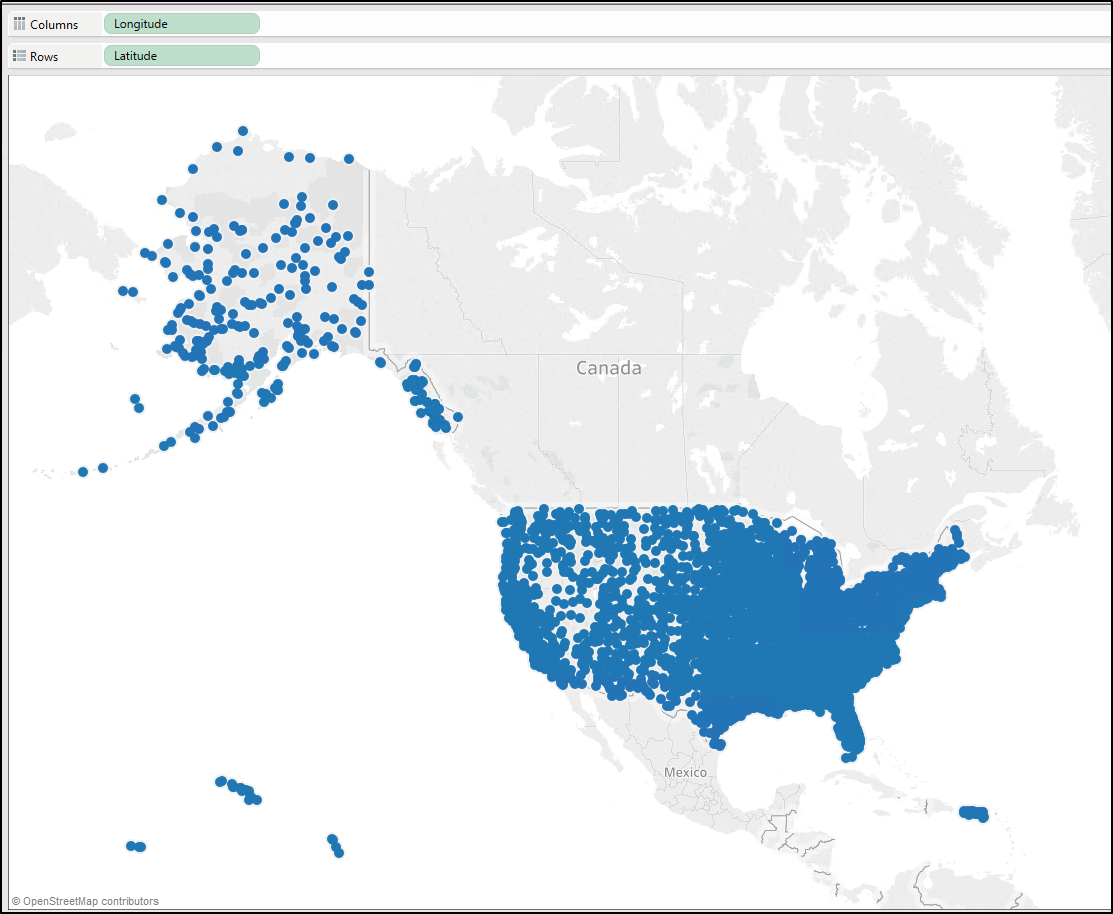 Columns Longitude
Rows Latitude
Canada
Mexico
© OpenStreetMap contributors